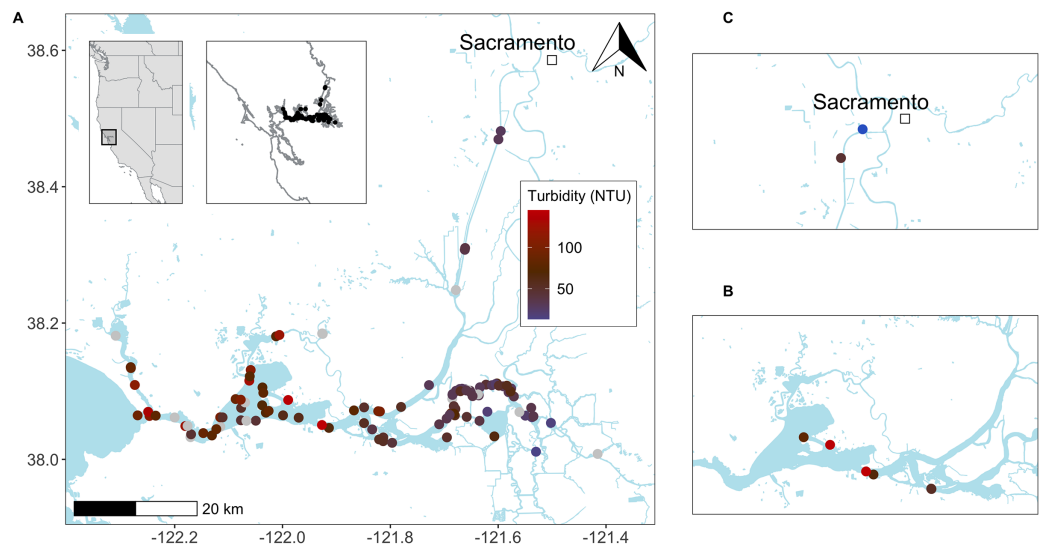 A
C
B
38.6
38.4
38.2
38.0
-122.2
-122.0
-121.8
-121.6
-121.4
Sacramento
N
Turbidity (NTU)
100
50
20 km
Sacramento